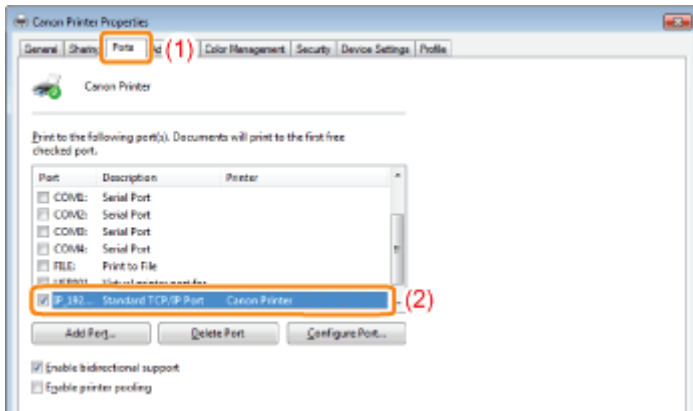 Canon Printer Properties
General Sharing Ports (1) Color Management Security Device Settings Profile
Canon Printer
Print to the following port(s). Documents will print to the first free
checked port.
Port Description Printer
COM1: Serial Port
COM2: Serial Port
COM3: Serial Port
COM4: Serial Port
FILE: Print to File
IP_192... Standard TCP/IP Port Canon Printer (2)
Add Port... Delete Port Configure Port...
Enable bidirectional support
Enable printer pooling